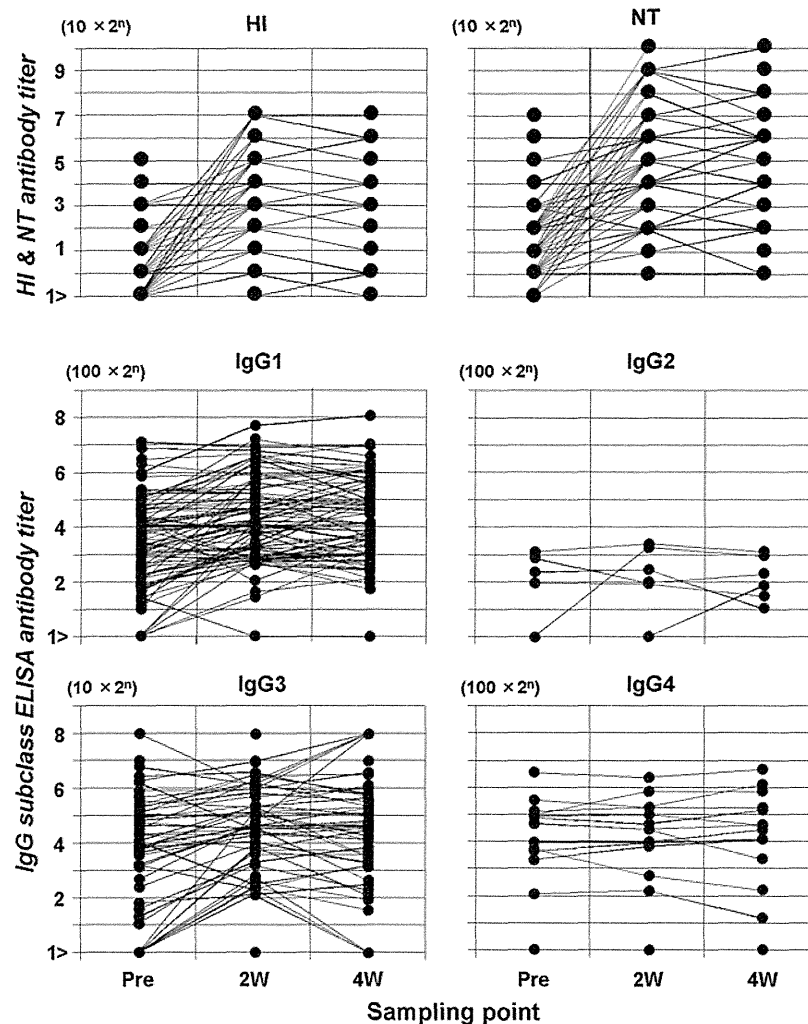 HI
NT
(10 × 2ⁿ)
(10 × 2ⁿ)
9
7
5
3
1
1>
HI & NT antibody titer
IgG1
IgG2
(100 × 2ⁿ)
(100 × 2ⁿ)
8
6
4
2
1>
IgG subclass ELISA antibody titer
IgG3
IgG4
(10 × 2ⁿ)
(100 × 2ⁿ)
8
6
4
2
1>
Pre 2W 4W
Pre 2W 4W
Sampling point